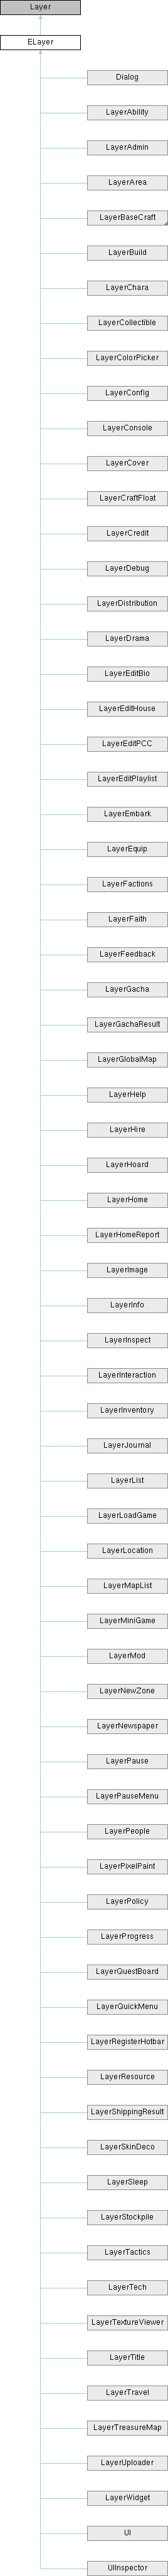 Layer
ELayer
Dialog
LayerAbility
LayerAdmin
LayerArea
LayerBaseCraft
LayerBuild
LayerChara
LayerCollectible
LayerColorPicker
LayerConfig
LayerConsole
LayerCover
LayerCraftFloat
LayerCredit
LayerDebug
LayerDistribution
LayerDrama
LayerEditBio
LayerEditHouse
LayerEditPCC
LayerEditPlaylist
LayerEmbark
LayerEquip
LayerFactions
LayerFaith
LayerFeedback
LayerGacha
LayerGachaResult
LayerGlobalMap
LayerHelp
LayerHire
LayerHoard
LayerHome
LayerHomeReport
LayerImage
LayerInfo
LayerInspect
LayerInteraction
LayerInventory
LayerJournal
LayerList
LayerLoadGame
LayerLocation
LayerMapList
LayerMiniGame
LayerMod
LayerNewZone
LayerNewspaper
LayerPause
LayerPauseMenu
LayerPeople
LayerPixelPaint
LayerPolicy
LayerProgress
LayerQuestBoard
LayerQuickMenu
LayerRegisterHotbar
LayerResource
LayerShippingResult
LayerSkinDeco
LayerSleep
LayerStockpile
LayerTactics
LayerTech
LayerTextureViewer
LayerTitle
LayerTravel
LayerTreasureMap
LayerUploader
LayerWidget
UI
UIInspector